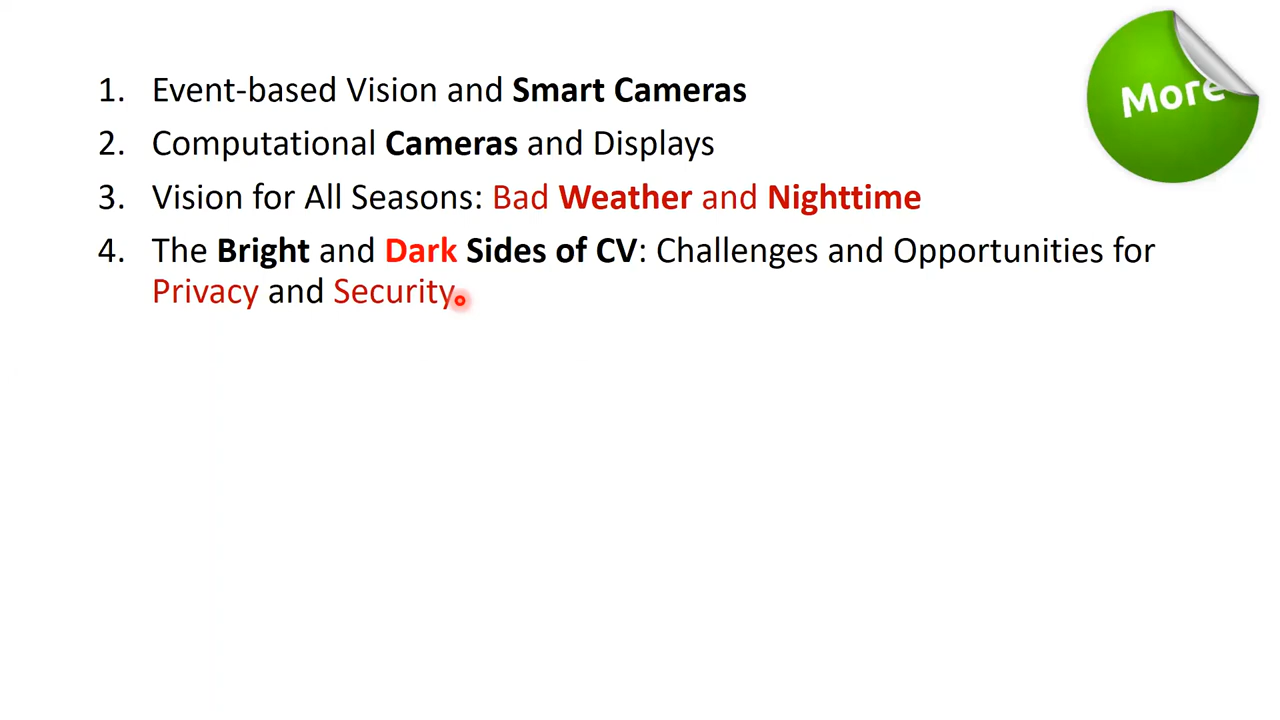 1. Event-based Vision and Smart Cameras
2. Computational Cameras and Displays
3. Vision for All Seasons: Bad Weather and Nighttime
4. The Bright and Dark Sides of CV: Challenges and Opportunities for
Privacy and Security
More